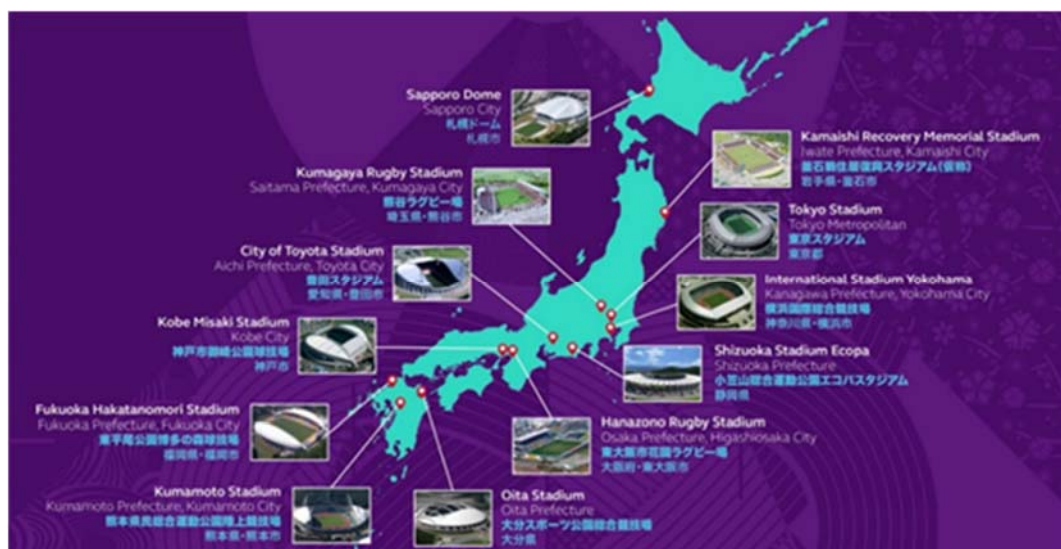 Sapporo Dome
Sapporo City
札幌ドーム
札幌市
Kamaishi Recovery Memorial Stadium
Iwate Prefecture, Kamaishi City
釜石鵜住居復興スタジアム(仮称)
岩手県・釜石市
Kumagaya Rugby Stadium
Saitama Prefecture, Kumagaya City
熊谷ラグビー場
埼玉県・熊谷市
Tokyo Stadium
Tokyo Metropolitan
東京スタジアム
東京都
City of Toyota Stadium
Aichi Prefecture, Toyota City
豊田スタジアム
愛知県・豊田市
International Stadium Yokohama
Kanagawa Prefecture, Yokohama City
横浜国際総合競技場
神奈川県・横浜市
Kobe Misaki Stadium
Kobe City
神戸市御崎公園球技場
神戸市
Shizuoka Stadium Ecopa
Shizuoka Prefecture
小笠山総合運動公園エコパスタジアム
静岡県
Fukuoka Hakatanomori Stadium
Fukuoka Prefecture, Fukuoka City
東平尾公園博多の森球技場
福岡県・福岡市
Hanazono Rugby Stadium
Osaka Prefecture, Higashiosaka City
東大阪市花園ラグビー場
大阪府・東大阪市
Kumamoto Stadium
Kumamoto Prefecture, Kumamoto City
熊本県民総合運動公園陸上競技場
熊本県・熊本市
Oita Stadium
Oita Prefecture
大分スポーツ公園総合競技場
大分県